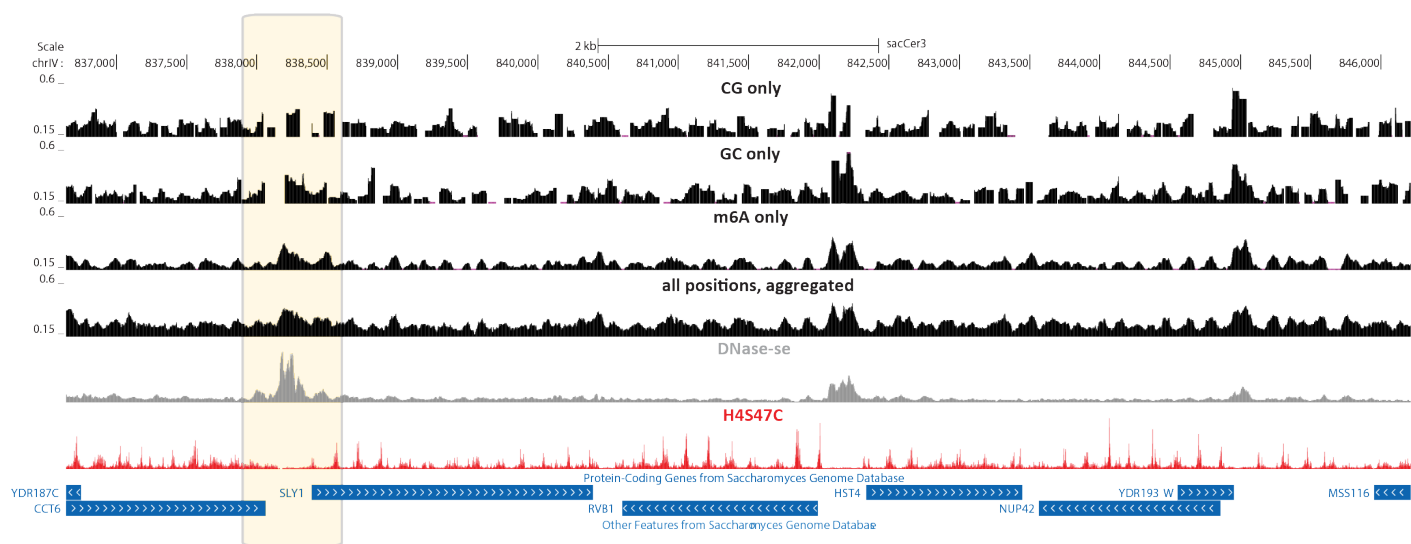 Scale 2 kb sacCer3
chrIV : 837,000 837,500 838,000 838,500 839,000 839,500 840,000 840,500 841,000 841,500 842,000 842,500 843,000 843,500 844,000 844,500 845,000 845,500 846,000
0.6 _
CG only
0.15 _
0.6 _
GC only
0.15 _
0.6 _
m6A only
0.15 _
0.6 _
all positions, aggregated
0.15 _
DNase-se
H4S47C
Protein-Coding Genes from Saccharomyces Genome Database
YDR187C SLY1 HST4 YDR193 W MSS116
CCT6 RVB1 NUP42
Other Features from Saccharomyces Genome Database